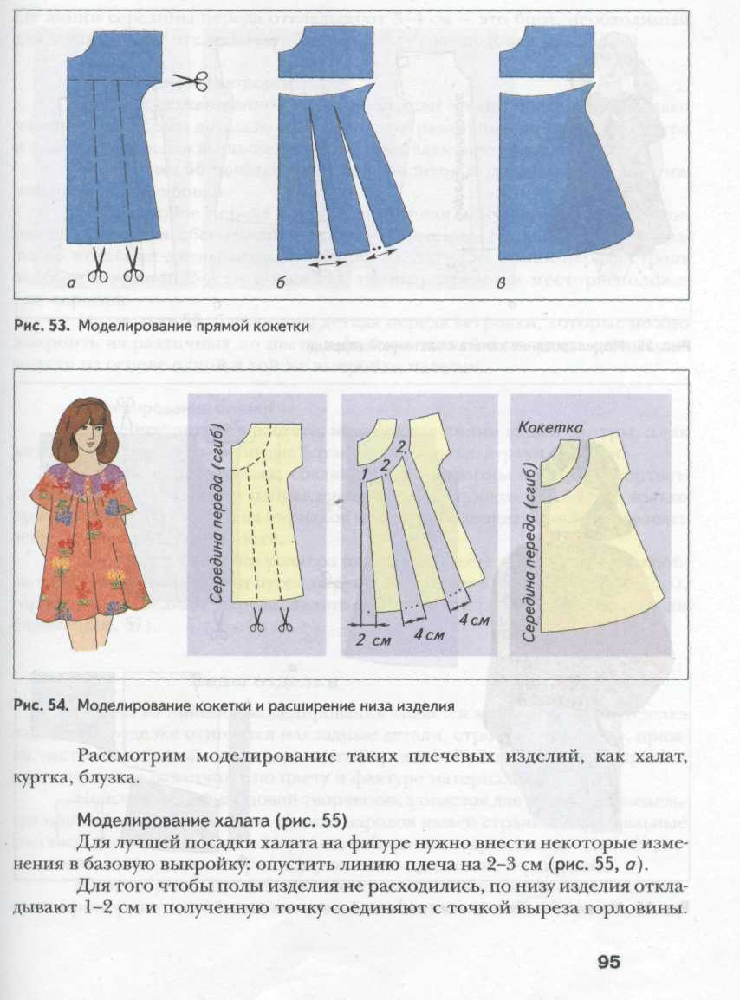 а
б
в
Рис. 53. Моделирование прямой кокетки
Середина переда (сгиб)
1 2 2
2 см
4 см
4 см
Кокетка
Середина переда (сгиб)
Рис. 54. Моделирование кокетки и расширение низа изделия
Рассмотрим моделирование таких плечевых изделий, как халат,
куртка, блузка.
Моделирование халата (рис. 55)
Для лучшей посадки халата на фигуре нужно внести некоторые изме-
нения в базовую выкройку: опустить линию плеча на 2–3 см (рис. 55, а).
Для того чтобы полы изделия не расходились, по низу изделия откла-
дывают 1–2 см и полученную точку соединяют с точкой выреза горловины.
95